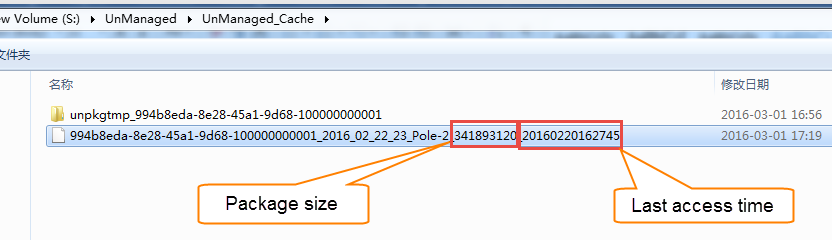 ew Volume (S:) ▸ UnManaged ▸ UnManaged_Cache ▸
文件夹
名称 修改日期
unpkgtmp_994b8eda-8e28-45a1-9d68-100000000001 2016-03-01 16:56
994b8eda-8e28-45a1-9d68-100000000001_2016_02_22_23_Pole-2_341893120_20160220162745 2016-03-01 17:19
Package size Last access time